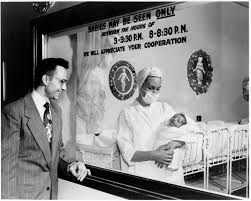 BABIES MAY BE SEEN ONLY
BETWEEN THE HOURS OF
3-3:30 P.M. 8-8:30 P.M.
WE WILL APPRECIATE YOUR COOPERATION